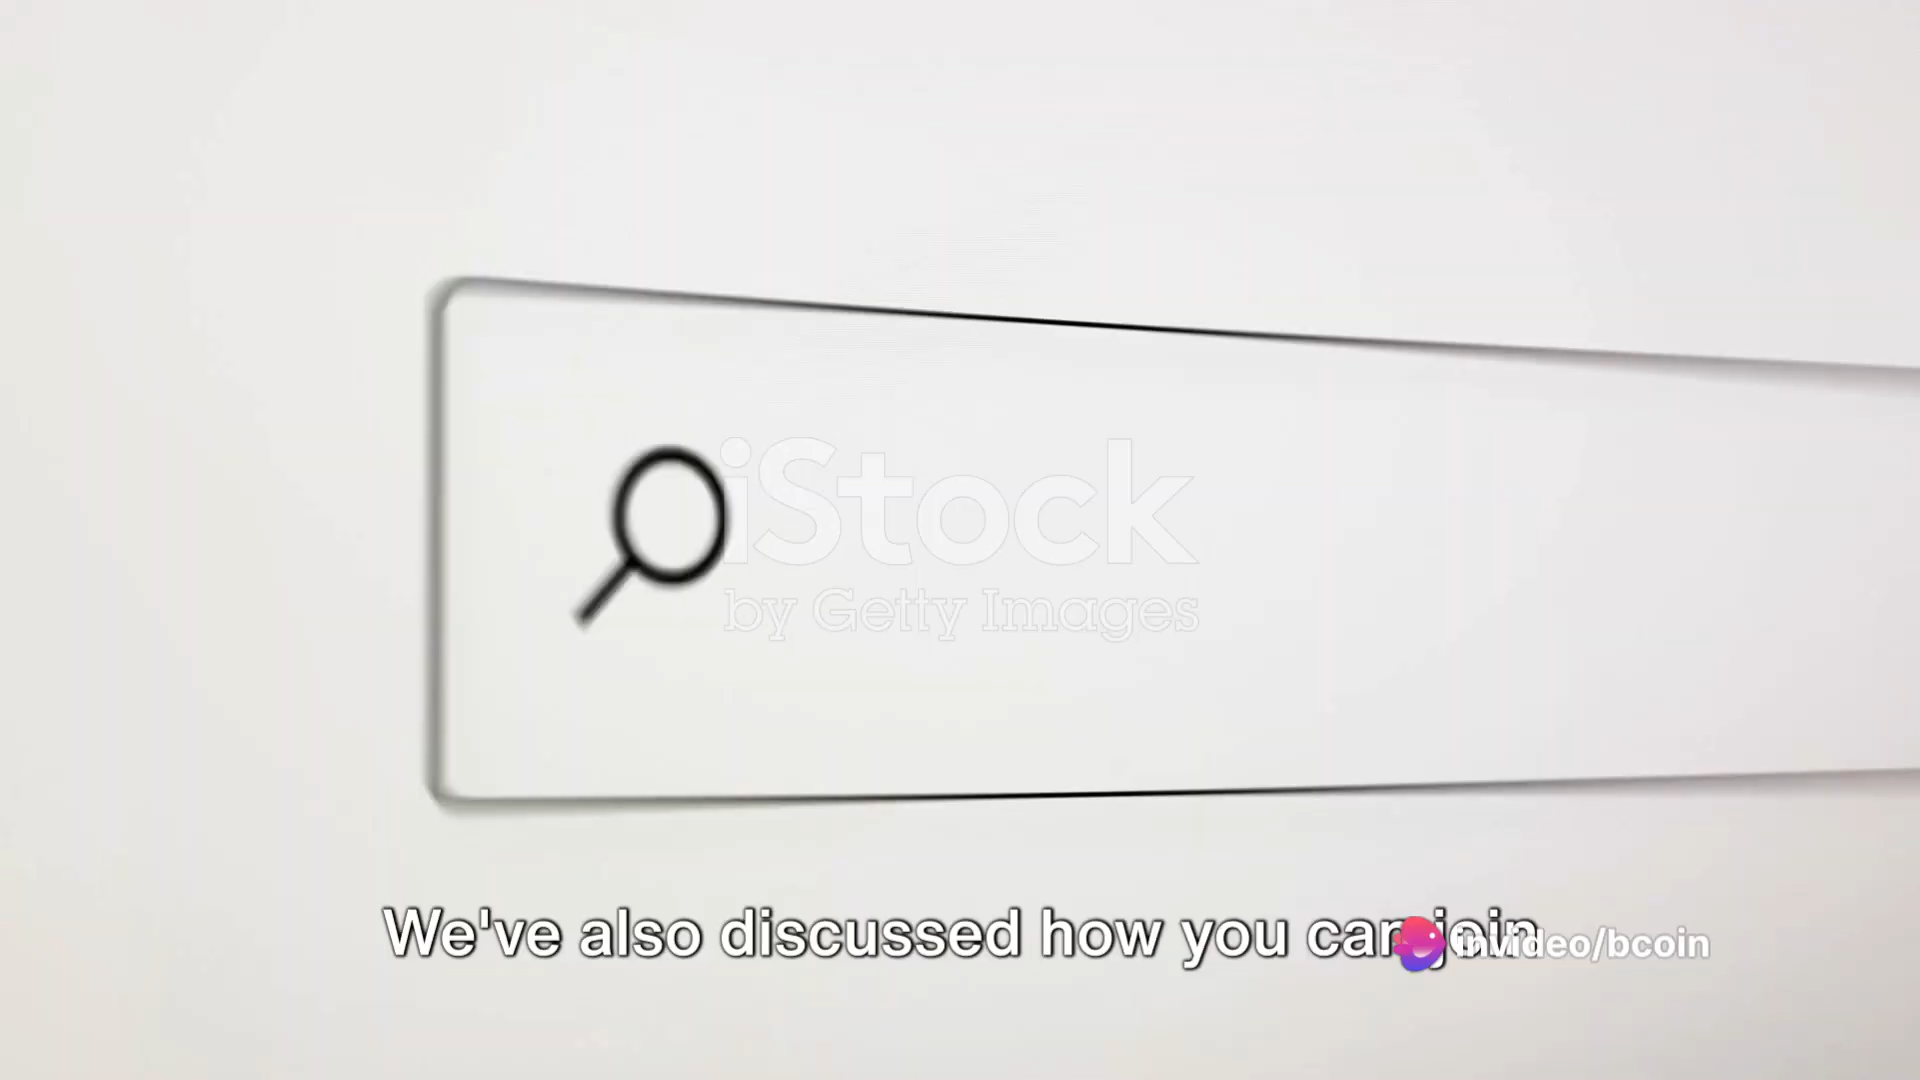 iStock
by Getty Images
We've also discussed how you can join
invideo/bcoin